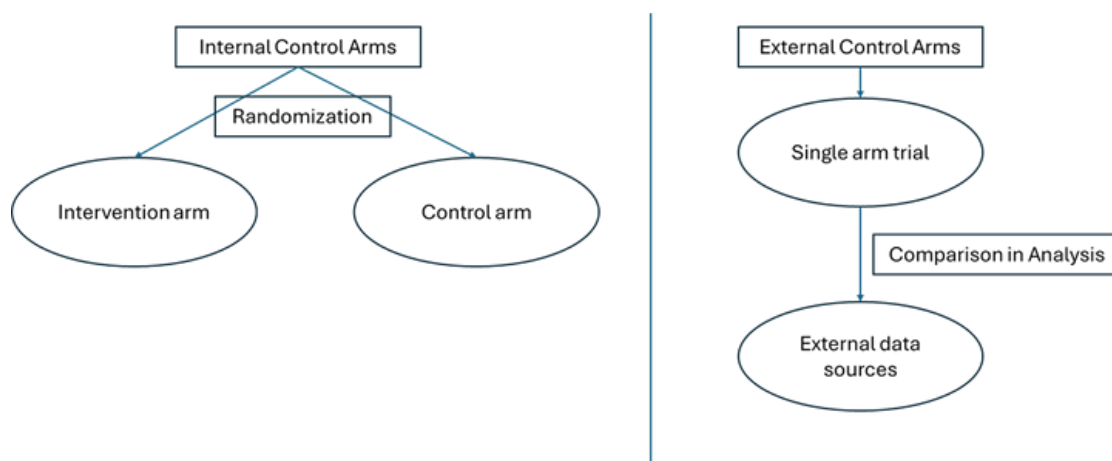 Internal Control Arms
Randomization
Intervention arm
Control arm
External Control Arms
Single arm trial
Comparison in Analysis
External data
sources